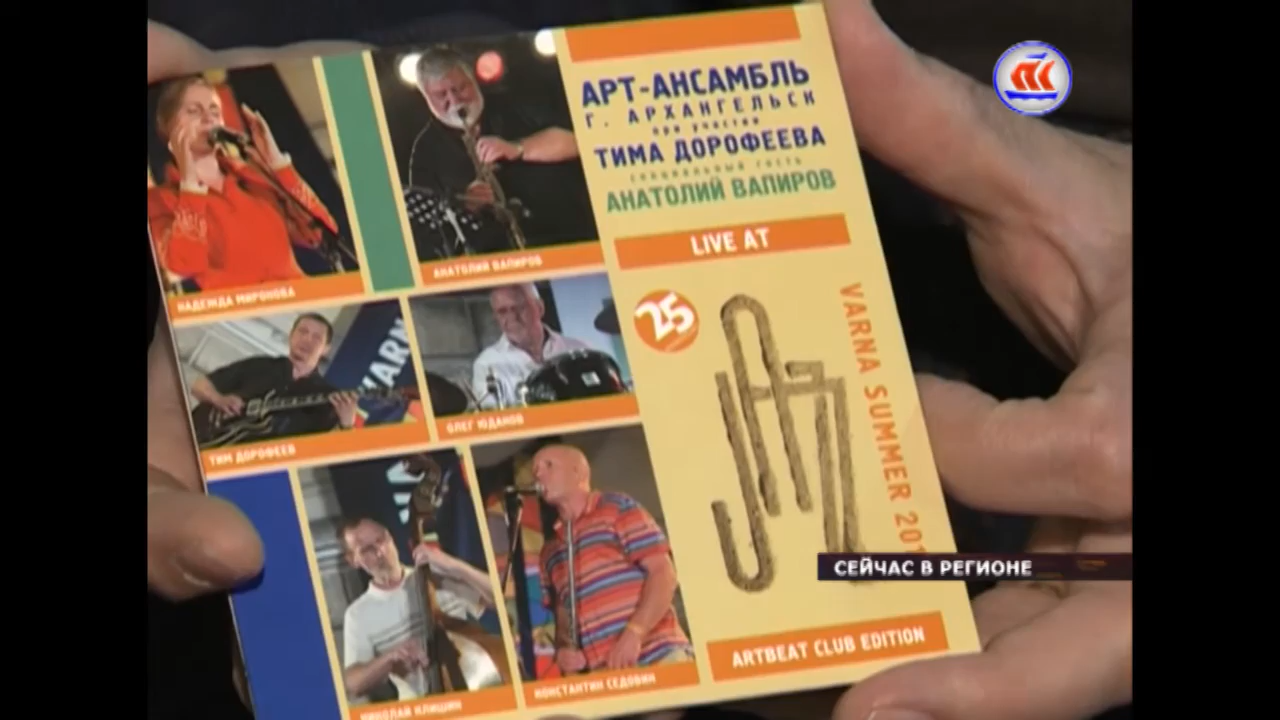 АРТ-АНСАМБЛЬ
Г. АРХАНГЕЛЬСК
при участии
ТИМА ДОРОФЕЕВА
специальный гость
АНАТОЛИЙ ВАПИРОВ
LIVE AT
25
JAZZ
VARNA SUMMER
НАДЕЖДА МИРОНОВА
АНАТОЛИЙ ВАПИРОВ
VARN
ТИМ ДОРОФЕЕВ
ОЛЕГ ЮДАНОВ
НИКОЛАЙ КЛИШИН
КОНСТАНТИН СЕДОВИН
ARTBEAT CLUB EDITION
СЕЙЧАС В РЕГИОНЕ